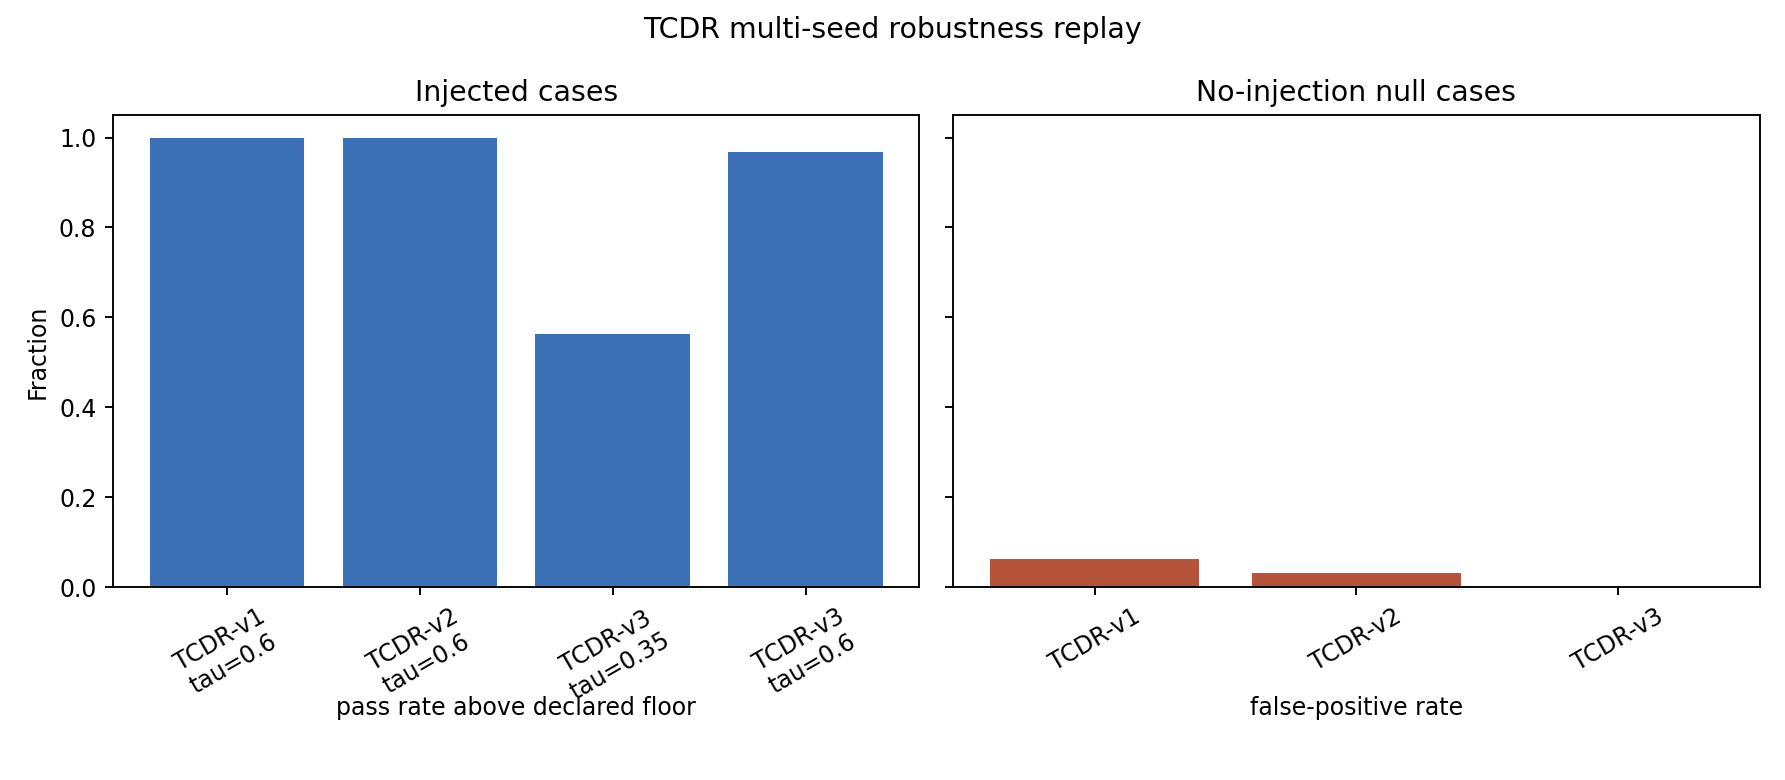 TCDR multi-seed robustness replay
Injected cases
Fraction
1.0
0.8
0.6
0.4
0.2
0.0
TCDR-v1
tau=0.6
TCDR-v2
tau=0.6
TCDR-v3
tau=0.35
TCDR-v3
tau=0.6
pass rate above declared floor
No-injection null cases
TCDR-v1
TCDR-v2
TCDR-v3
false-positive rate